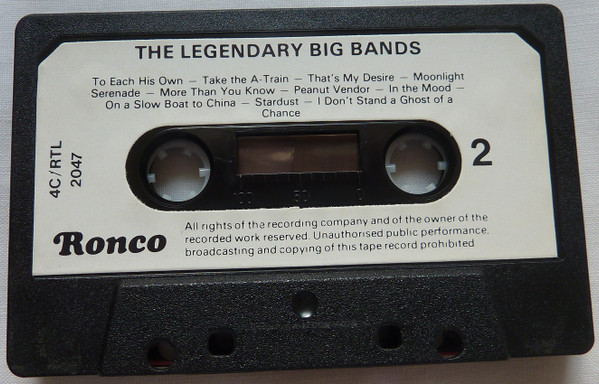 THE LEGENDARY BIG BANDS
To Each His Own — Take the A-Train — That's My Desire — Moonlight
Serenade — More Than You Know — Peanut Vendor — In the Mood —
On a Slow Boat to China — Stardust — I Don't Stand a Ghost of a
Chance
4C/RTL
2047
2
Ronco
All rights of the recording company and of the owner of the
recorded work reserved. Unauthorised public performance,
broadcasting and copying of this tape record prohibited